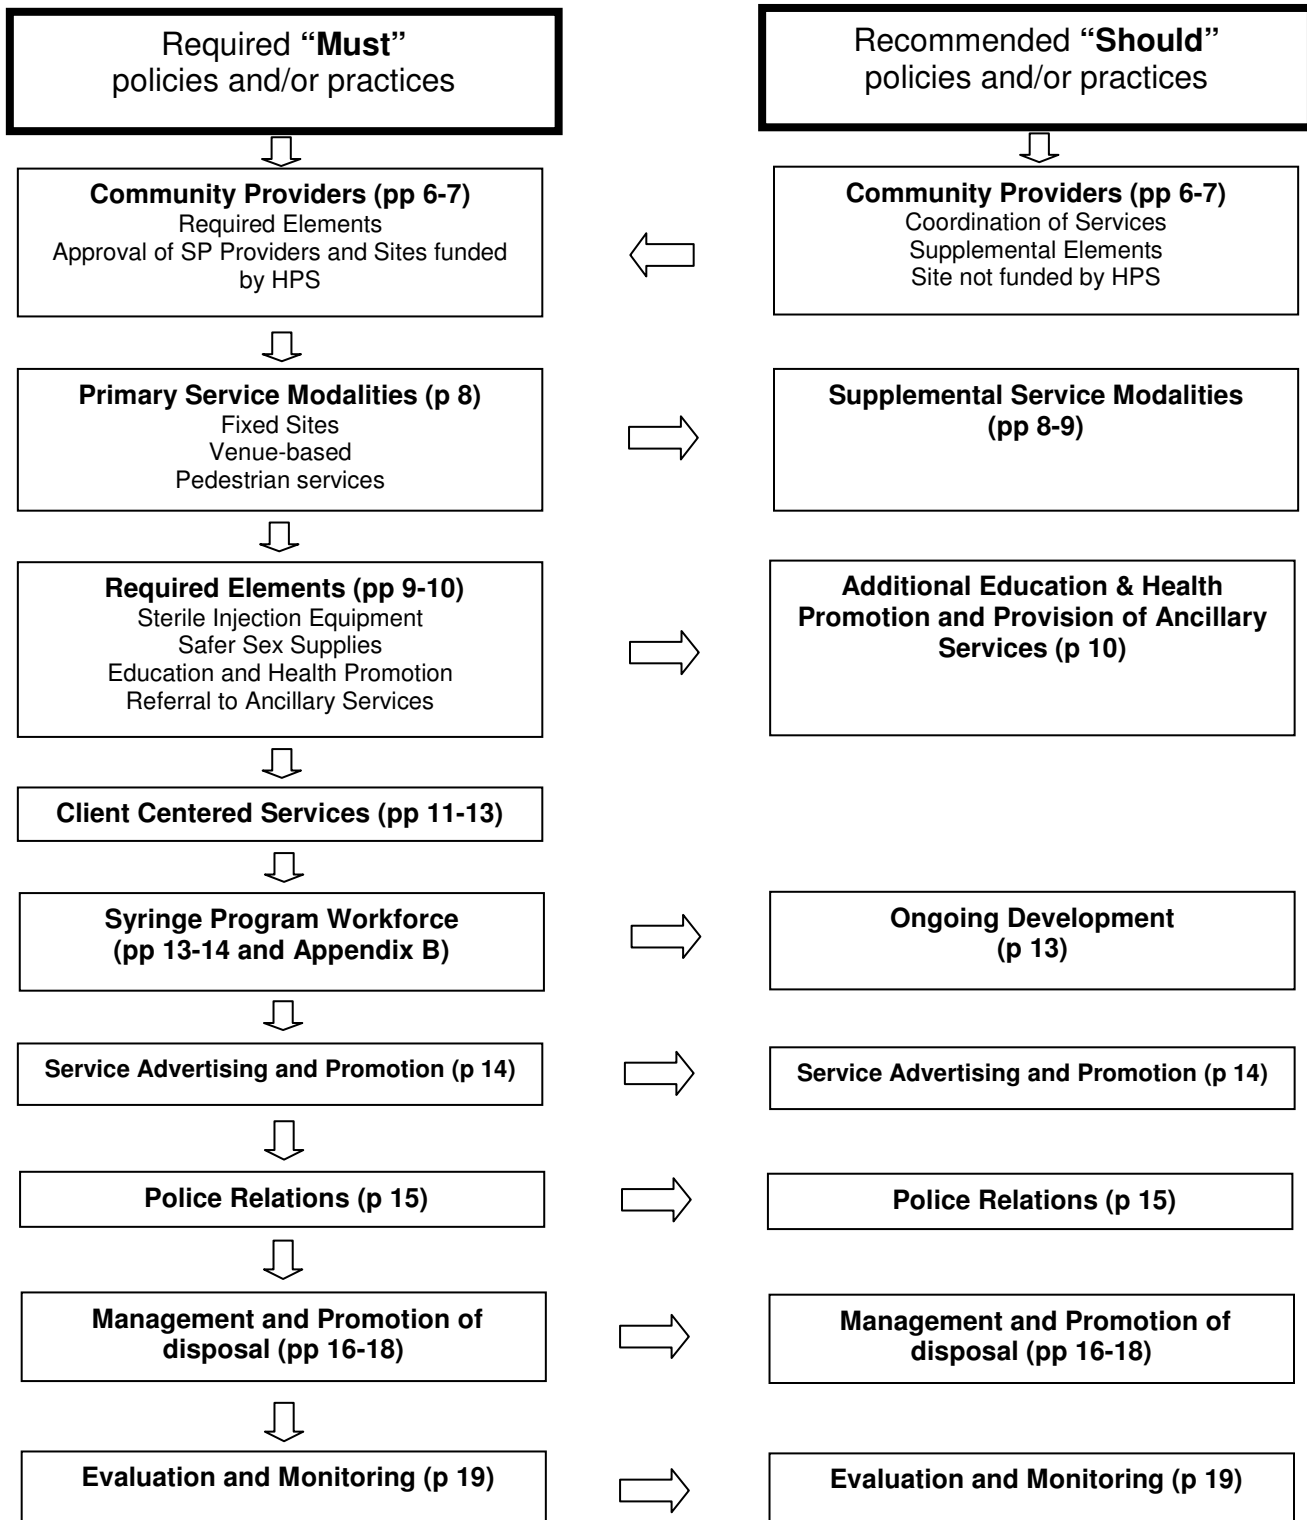 Required “Must”
policies and/or practices
Recommended “Should”
policies and/or practices
Community Providers (pp 6-7)
Required Elements
Approval of SP Providers and Sites funded
by HPS
Community Providers (pp 6-7)
Coordination of Services
Supplemental Elements
Site not funded by HPS
Primary Service Modalities (p 8)
Fixed Sites
Venue-based
Pedestrian services
Supplemental Service Modalities
(pp 8-9)
Required Elements (pp 9-10)
Sterile Injection Equipment
Safer Sex Supplies
Education and Health Promotion
Referral to Ancillary Services
Additional Education & Health
Promotion and Provision of Ancillary
Services (p 10)
Client Centered Services (pp 11-13)
Syringe Program Workforce
(pp 13-14 and Appendix B)
Ongoing Development
(p 13)
Service Advertising and Promotion (p 14)
Service Advertising and Promotion (p 14)
Police Relations (p 15)
Police Relations (p 15)
Management and Promotion of
disposal (pp 16-18)
Management and Promotion of
disposal (pp 16-18)
Evaluation and Monitoring (p 19)
Evaluation and Monitoring (p 19)